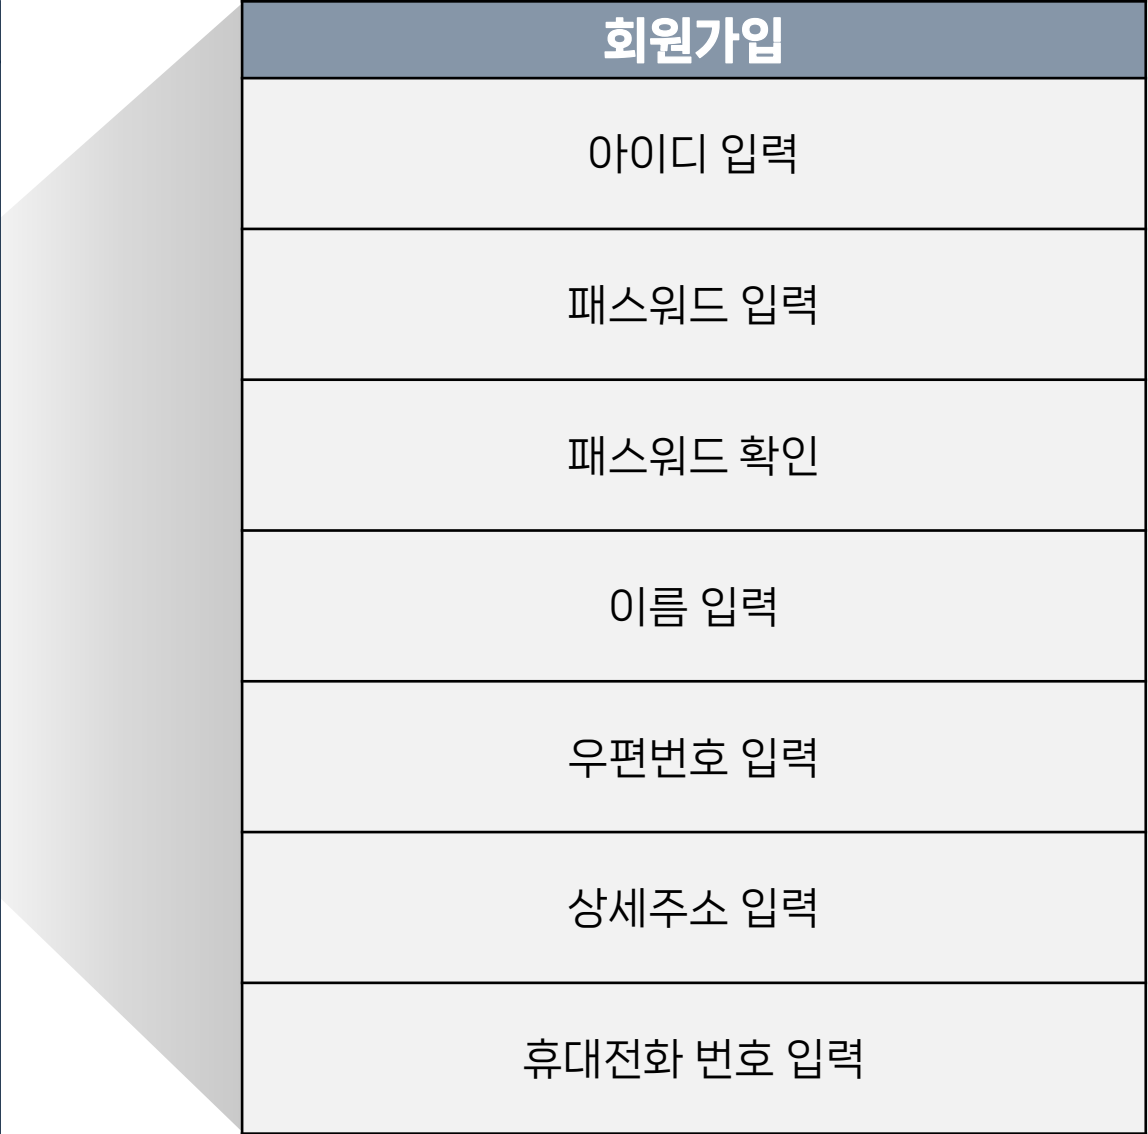 회원가입
아이디 입력
패스워드 입력
패스워드 확인
이름 입력
우편번호 입력
상세주소 입력
휴대전화 번호 입력